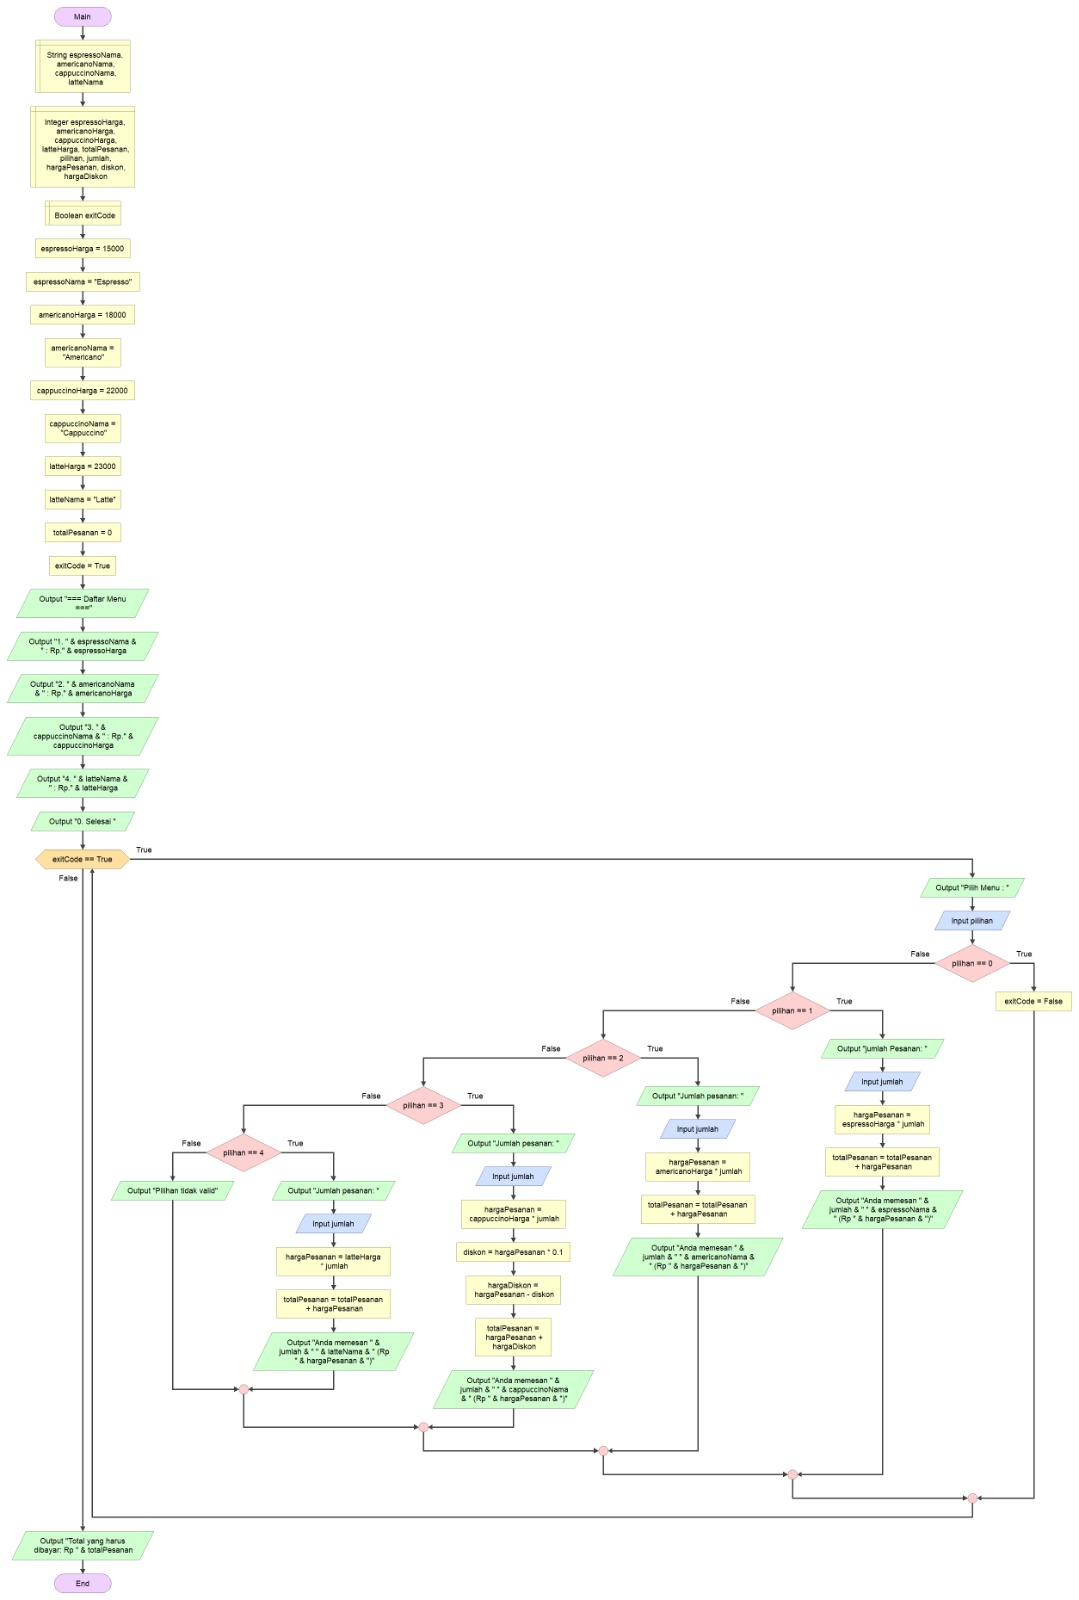 Main
String espressoNama,
americanoNama,
cappuccinoNama,
latteNama
Integer espressoHarga,
americanoHarga,
cappuccinoHarga,
latteHarga, totalPesanan,
pilihan, jumlah,
hargaPesanan, diskon,
hargaDiskon
Boolean exitCode
espressoHarga = 15000
espressoNama = "Espresso"
americanoHarga = 18000
americanoNama =
"Americano"
cappuccinoHarga = 22000
cappuccinoNama =
"Cappuccino"
latteHarga = 23000
latteNama = "Latte"
totalPesanan = 0
exitCode = True
Output "=== Daftar Menu
==="
Output "1. " & espressoNama &
" : Rp." & espressoHarga
Output "2. " & americanoNama
& " : Rp." & americanoHarga
Output "3. " &
cappuccinoNama & " : Rp." &
cappuccinoHarga
Output "4. " & latteNama &
" : Rp." & latteHarga
Output "0. Selesai "
exitCode == True
True
False
Output "Pilih Menu : "
Input pilihan
pilihan == 0
False
True
exitCode = False
pilihan == 1
False
True
Output "jumlah Pesanan: "
Input jumlah
hargaPesanan =
espressoHarga * jumlah
totalPesanan = totalPesanan
+ hargaPesanan
Output "Anda memesan " &
jumlah & " " & espressoNama &
" (Rp " & hargaPesanan & ")"
pilihan == 2
False
True
Output "Jumlah pesanan: "
Input jumlah
hargaPesanan =
americanoHarga * jumlah
totalPesanan = totalPesanan
+ hargaPesanan
Output "Anda memesan " &
jumlah & " " & americanoNama &
" (Rp " & hargaPesanan & ")"
pilihan == 3
False
True
Output "Jumlah pesanan: "
Input jumlah
hargaPesanan =
cappuccinoHarga * jumlah
diskon = hargaPesanan * 0.1
hargaDiskon =
hargaPesanan - diskon
totalPesanan =
hargaPesanan +
hargaDiskon
Output "Anda memesan " &
jumlah & " " & cappuccinoNama
& " (Rp " & hargaPesanan & ")"
pilihan == 4
False
True
Output "Jumlah pesanan: "
Input jumlah
hargaPesanan = latteHarga
* jumlah
totalPesanan = totalPesanan
+ hargaPesanan
Output "Anda memesan " &
jumlah & " " & latteNama & " (Rp
" & hargaPesanan & ")"
Output "Pilihan tidak valid"
Output "Total yang harus
dibayar: Rp " & totalPesanan
End